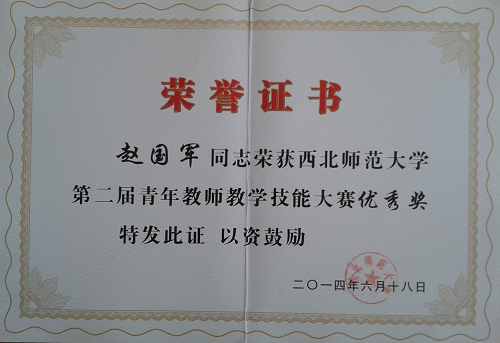 荣誉证书
赵国军同志荣获西北师范大学
第二届青年教师教学技能大赛优秀奖
特发此证 以资鼓励
二〇一四年六月十八日